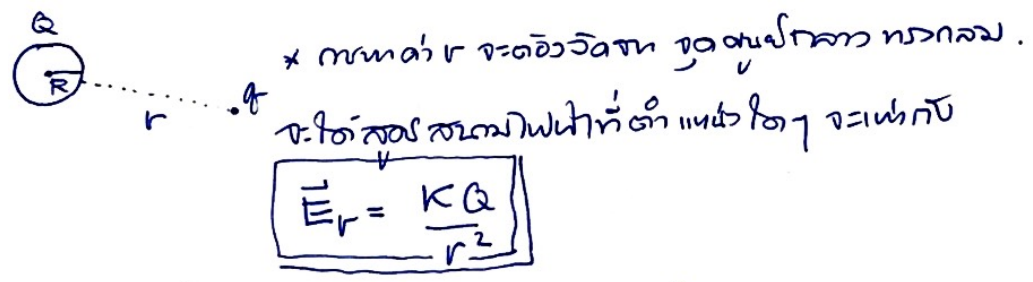 Q
* การหาค่า r จะต้องวัดจาก จุดศูนย์กลาง ทรงกลม .
R
r
q
จะได้ สูตร สนามไฟฟ้าที่ ตำแหน่งใดๆ จะเท่ากับ
E⃗r = KQ / r²